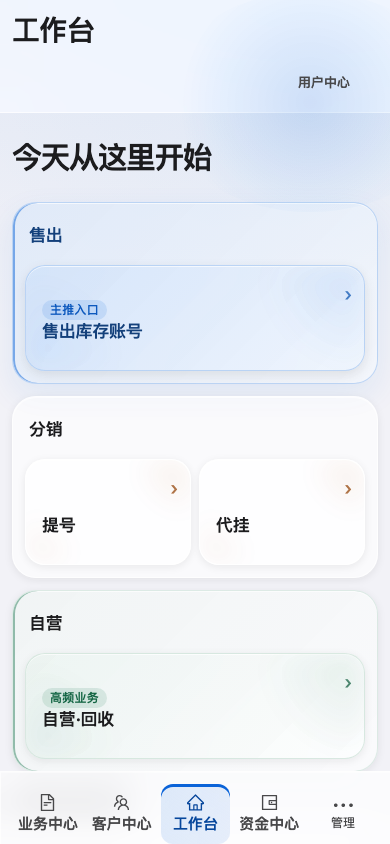 工作台
用户中心
今天从这里开始
售出
主推入口
售出库存账号
分销
提号
代挂
自营
高频业务
自营·回收
业务中心
客户中心
工作台
资金中心
管理